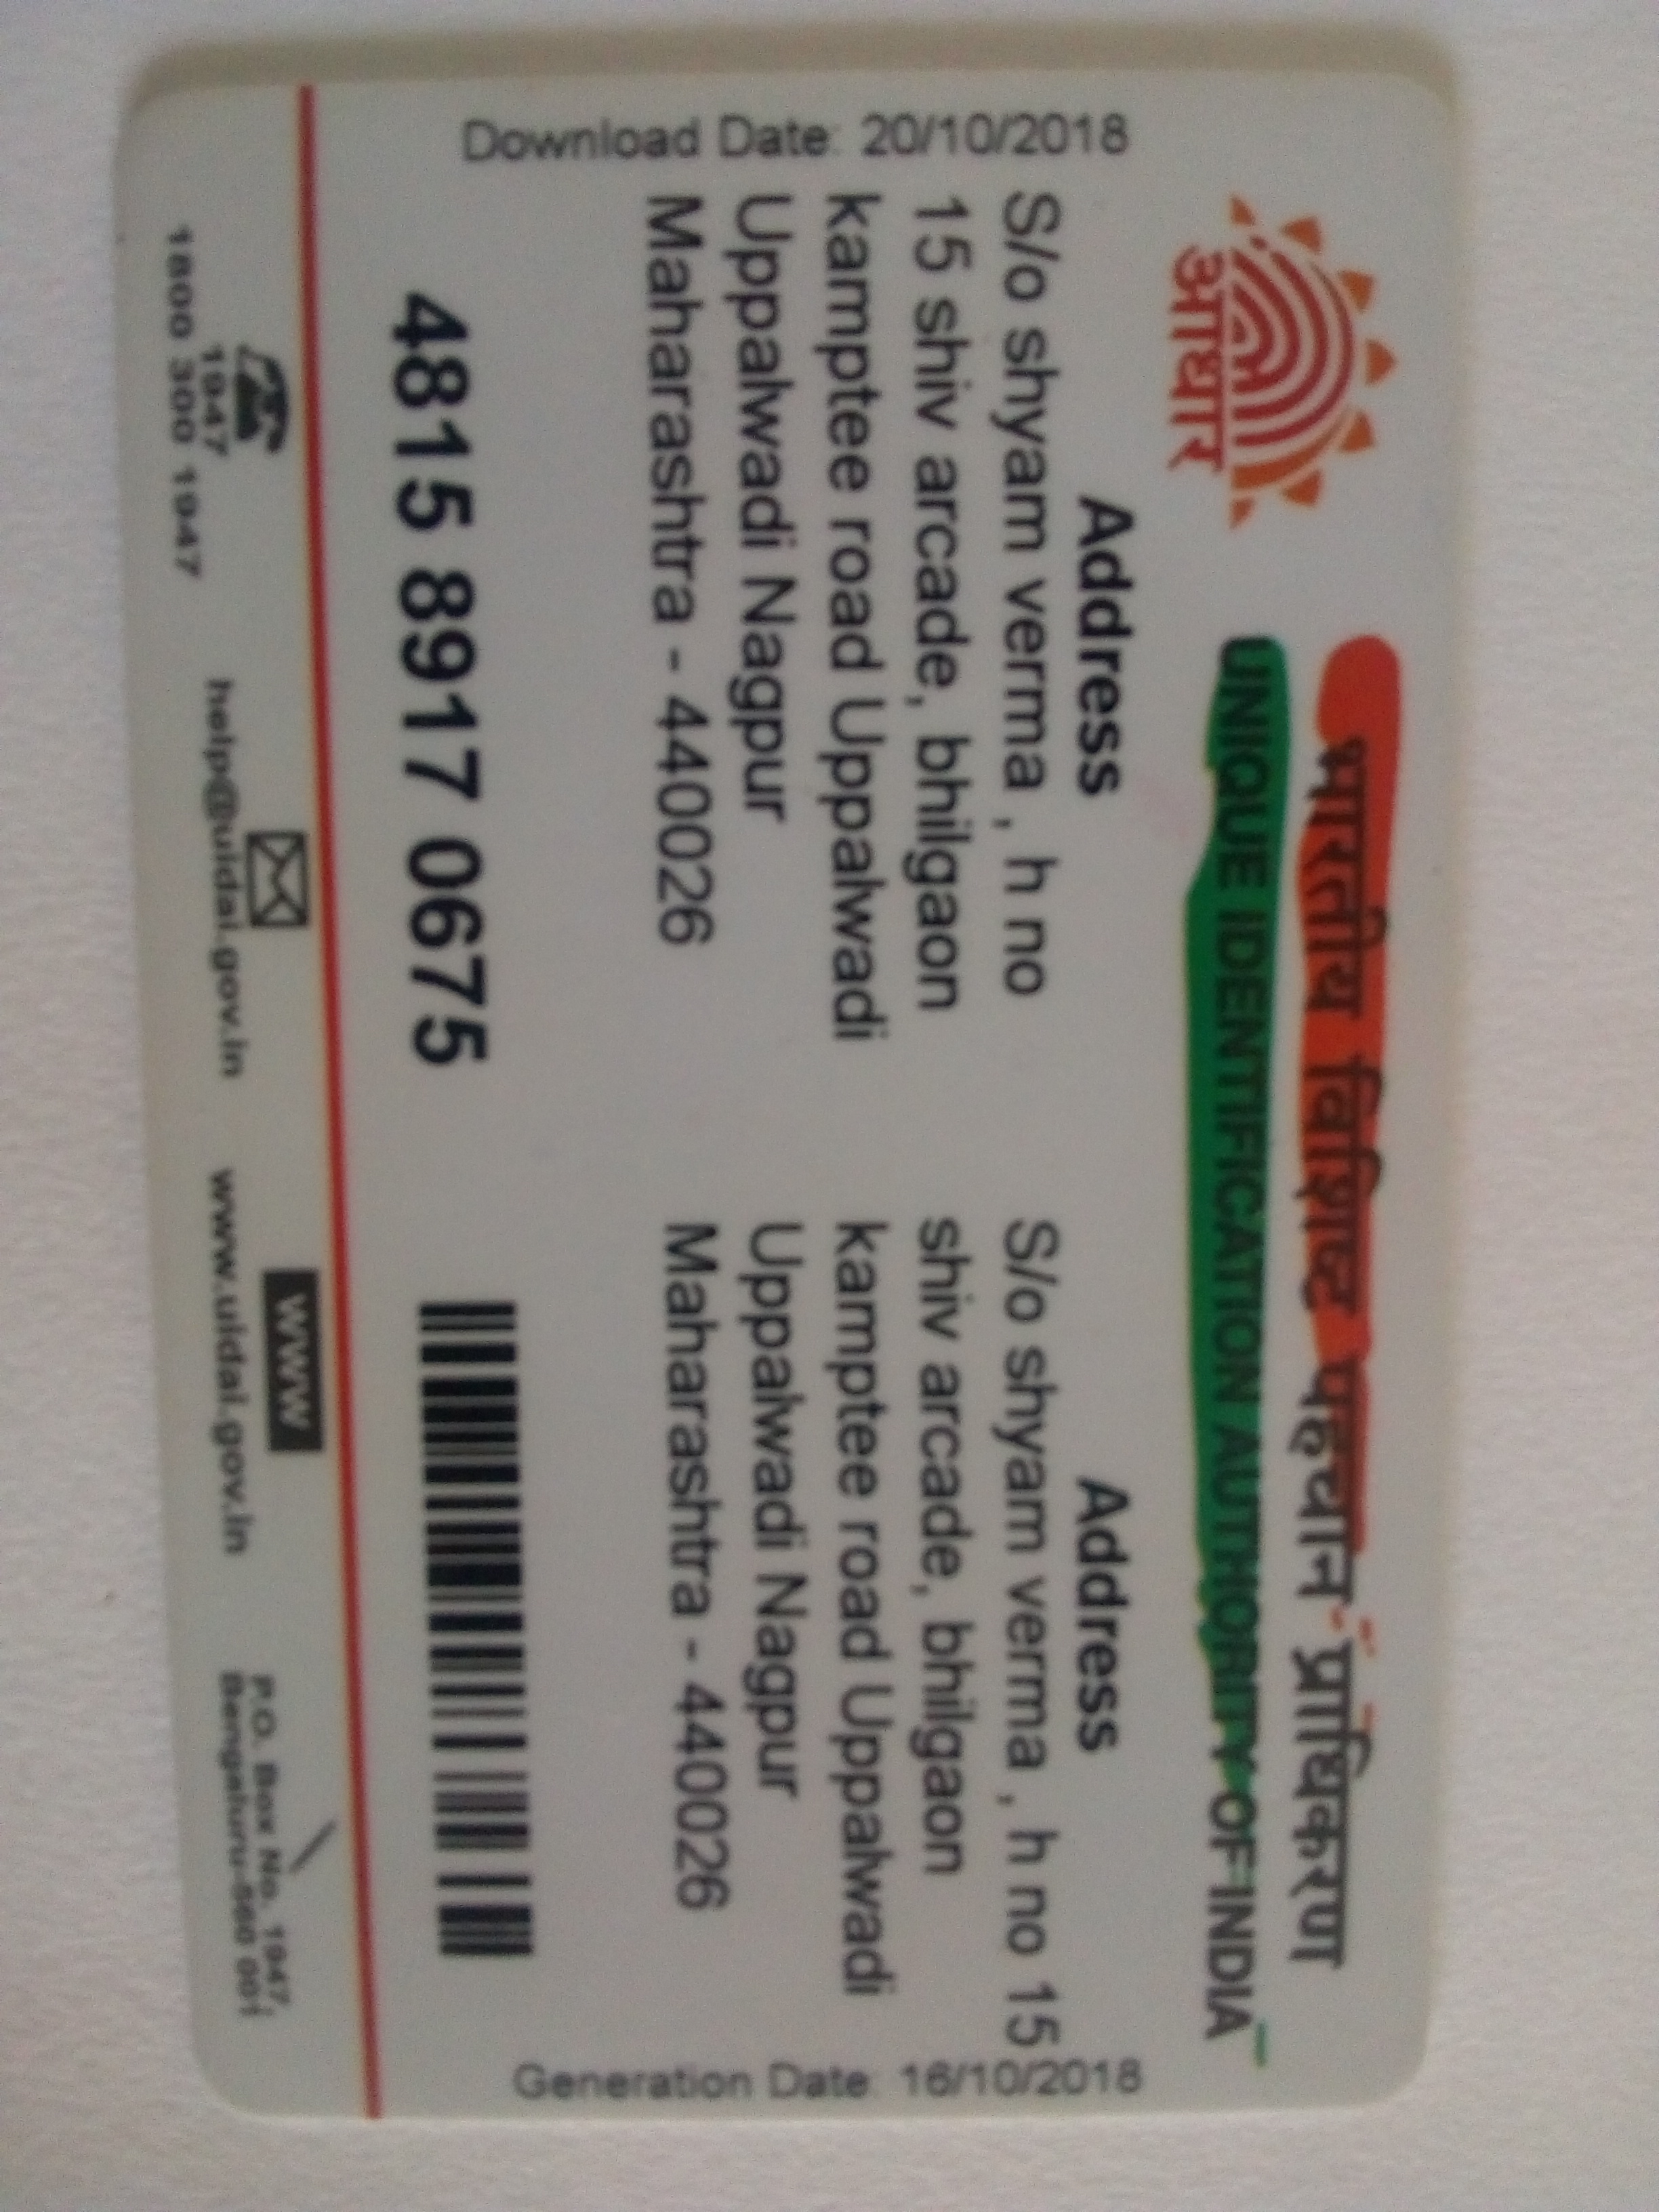 भारतीय विशिष्ट पहचान प्राधिकरण
UNIQUE IDENTIFICATION AUTHORITY OF INDIA
आधार
Download Date: 20/10/2018
Address
S/o shyam verma , h no
15 shiv arcade, bhilgaon
kamptee road Uppalwadi
Uppalwadi Nagpur
Maharashtra - 440026
Address
S/o shyam verma , h no 15
shiv arcade, bhilgaon
kamptee road Uppalwadi
Uppalwadi Nagpur
Maharashtra - 440026
Generation Date: 16/10/2018
4815 8917 0675
1947
1800 300 1947
help@uidai.gov.in
www
www.uidai.gov.in
P.O. Box No. 1947,
Bengaluru-560 001